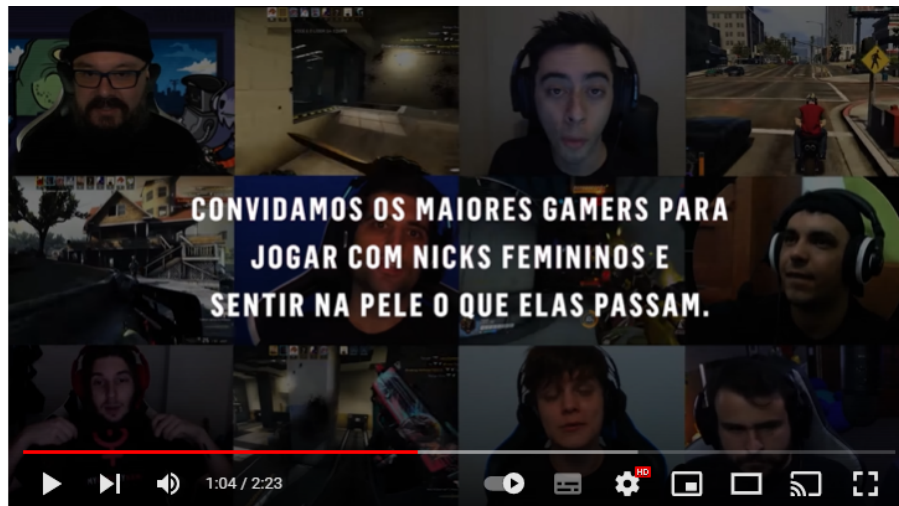 CONVIDAMOS OS MAIORES GAMERS PARA
JOGAR COM NICKS FEMININOS E
SENTIR NA PELE O QUE ELAS PASSAM.
1:04 / 2:23
HD